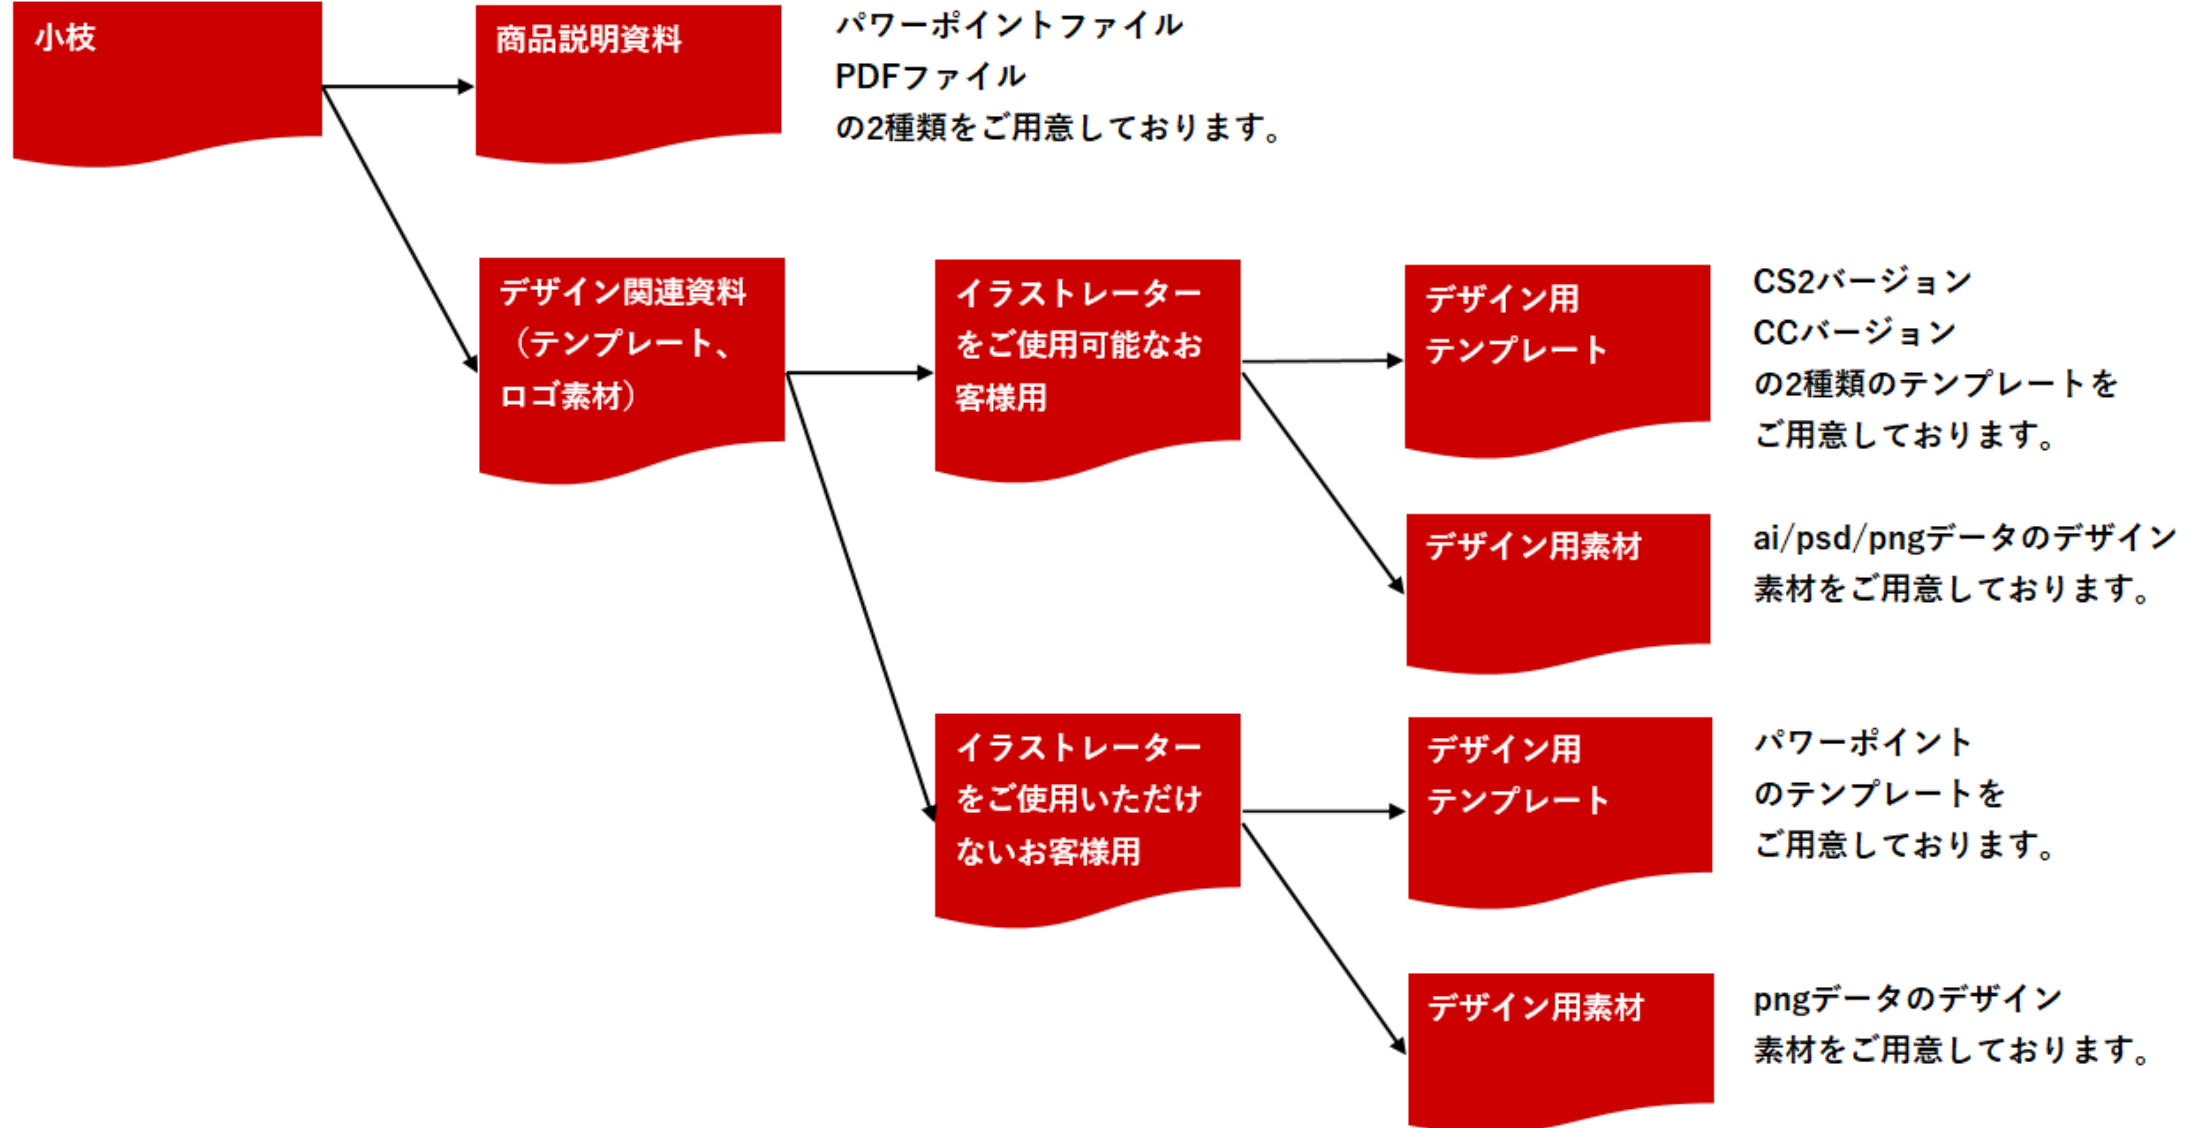 小枝
商品説明資料
パワーポイントファイル
PDFファイル
の2種類をご用意しております。
デザイン関連資料
（テンプレート、
ロゴ素材）
イラストレーター
をご使用可能なお
客様用
デザイン用
テンプレート
CS2バージョン
CCバージョン
の2種類のテンプレートを
ご用意しております。
デザイン用素材
ai/psd/pngデータのデザイン
素材をご用意しております。
イラストレーター
をご使用いただけ
ないお客様用
デザイン用
テンプレート
パワーポイント
のテンプレートを
ご用意しております。
デザイン用素材
pngデータのデザイン
素材をご用意しております。